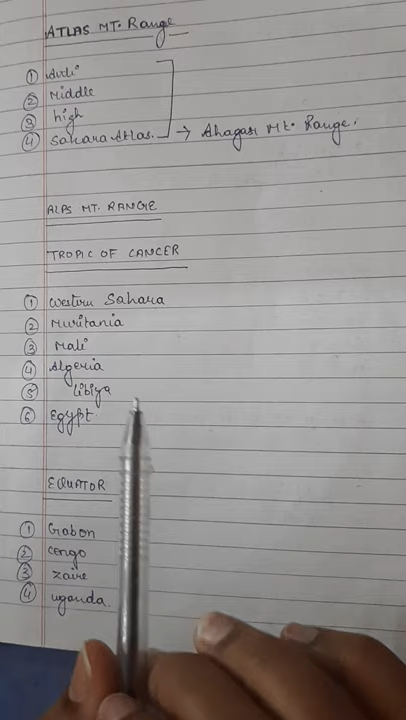 ATLAS MT. Range
① Anti
② Middle
③ high
④ Sahara Atlas. → Ahagar Mt. Range.
ALPS MT. RANGE
TROPIC OF CANCER
① Western Sahara
② Muritania
③ Mali
④ Algeria
⑤ libiya
⑥ Egypt
EQUATOR
① Gabon
② Congo
③ Zaire
④ uganda.